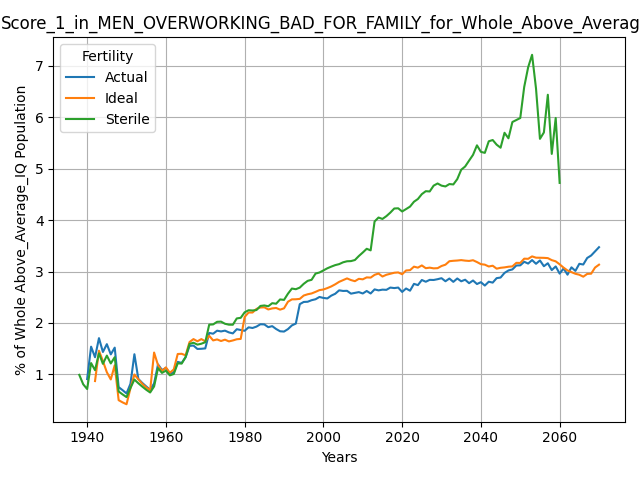 Score_1_in_MEN_OVERWORKING_BAD_FOR_FAMILY_for_Whole_Above_Averag
Fertility
Actual
Ideal
Sterile
% of Whole Above_Average_IQ Population
7
6
5
4
3
2
1
1940 1960 1980 2000 2020 2040 2060
Years